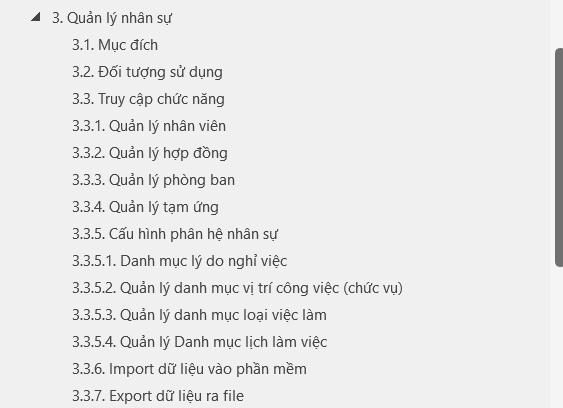 3. Quản lý nhân sự
3.1. Mục đích
3.2. Đối tượng sử dụng
3.3. Truy cập chức năng
3.3.1. Quản lý nhân viên
3.3.2. Quản lý hợp đồng
3.3.3. Quản lý phòng ban
3.3.4. Quản lý tạm ứng
3.3.5. Cấu hình phân hệ nhân sự
3.3.5.1. Danh mục lý do nghỉ việc
3.3.5.2. Quản lý danh mục vị trí công việc (chức vụ)
3.3.5.3. Quản lý danh mục loại việc làm
3.3.5.4. Quản lý Danh mục lịch làm việc
3.3.6. Import dữ liệu vào phần mềm
3.3.7. Export dữ liệu ra file